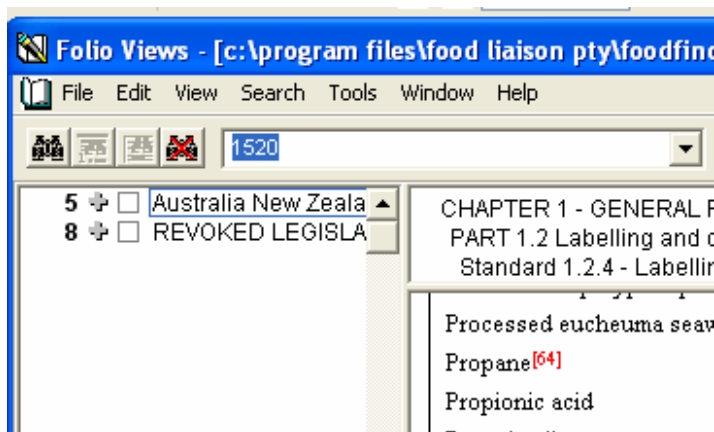 Folio Views - [c:\program files\food liaison pty\foodfind
File Edit View Search Tools Window Help
1520
5 Australia New Zeala
8 REVOKED LEGISLA
CHAPTER 1 - GENERAL
PART 1.2 Labelling and
Standard 1.2.4 - Labellin
Processed eucheuma seaw
Propane[64]
Propionic acid